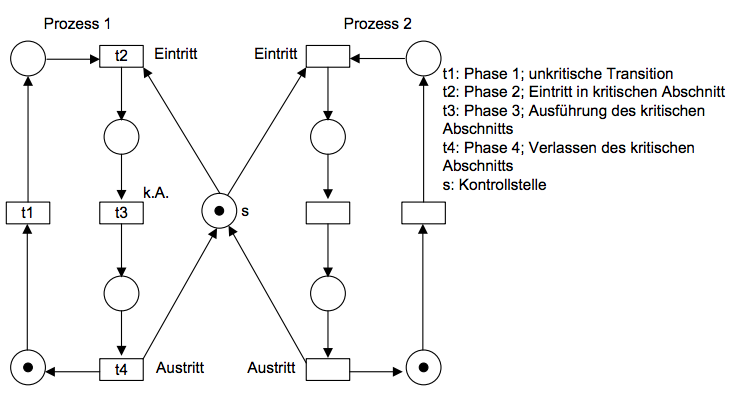 Prozess 1
Prozess 2
t2
Eintritt
Eintritt
t1: Phase 1; unkritische Transition
t2: Phase 2; Eintritt in kritischen Abschnitt
t3: Phase 3; Ausführung des kritischen
Abschnitts
t4: Phase 4; Verlassen des kritischen
Abschnitts
s: Kontrollstelle
k.A.
t1
t3
s
t4
Austritt
Austritt